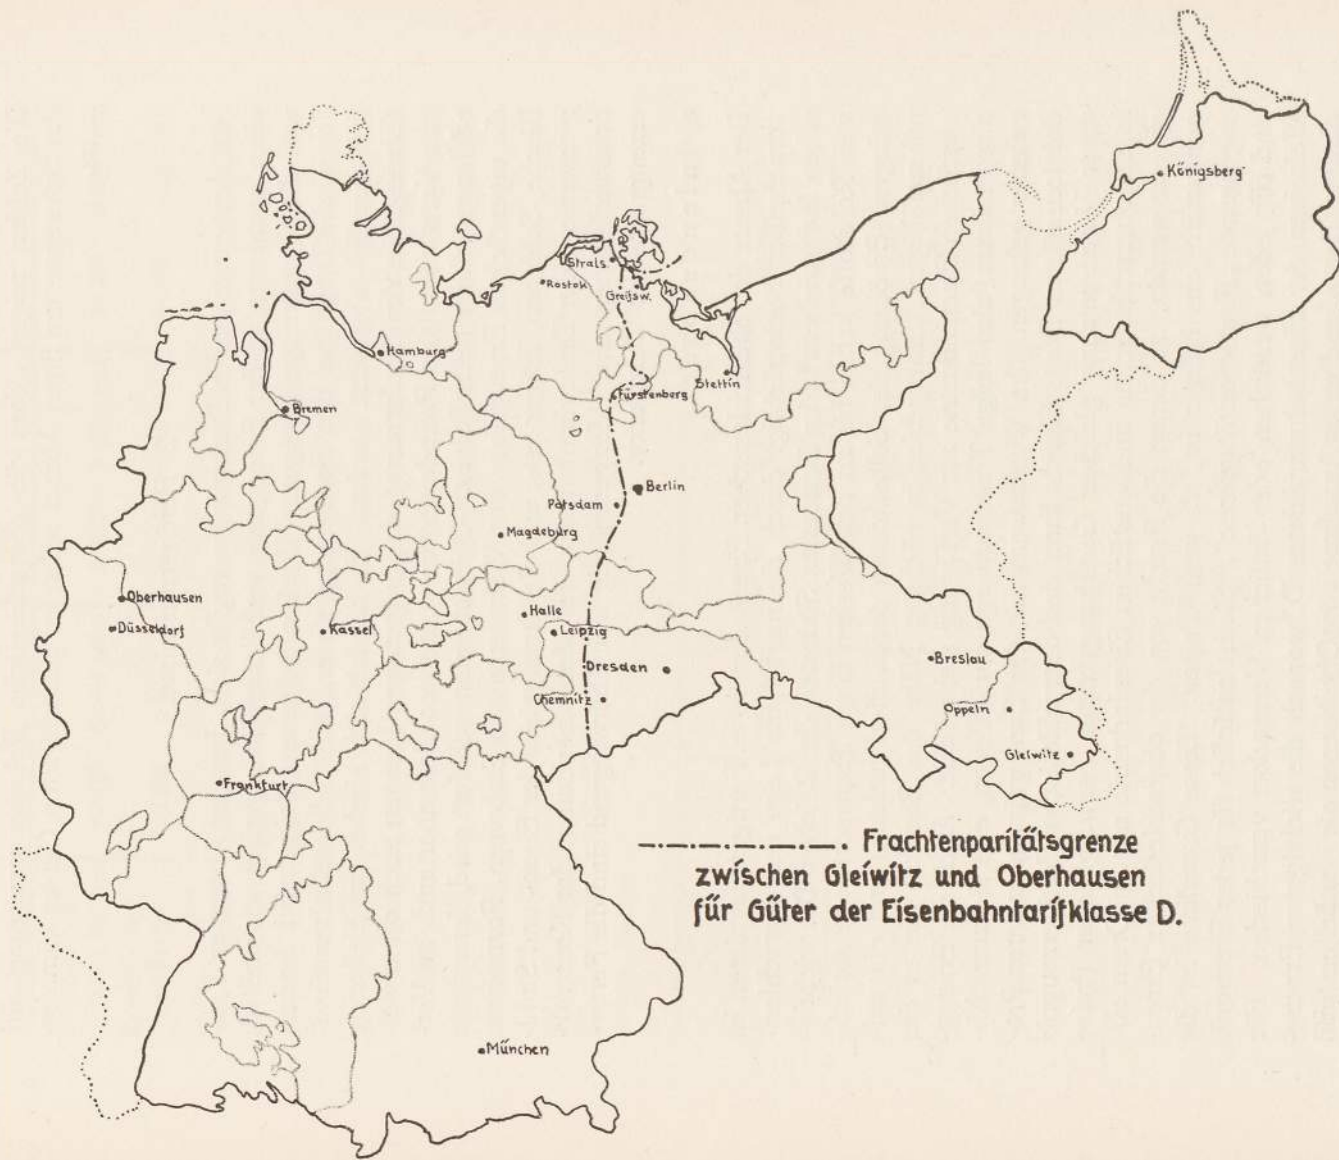 Königsberg
Strals.
Rostok
Greifsw.
Hamburg
Stettin
Fürstenberg
Bremen
Berlin
Potsdam
Magdeburg
Oberhausen
Halle
Düsseldorf
Kassel
Leipzig
Breslau
Dresden
Chemnitz
Oppeln
Gleiwitz
Frankfurt
Frachtenparitätsgrenze
zwischen Gleiwitz und Oberhausen
für Güter der Eisenbahntarifklasse D.
München